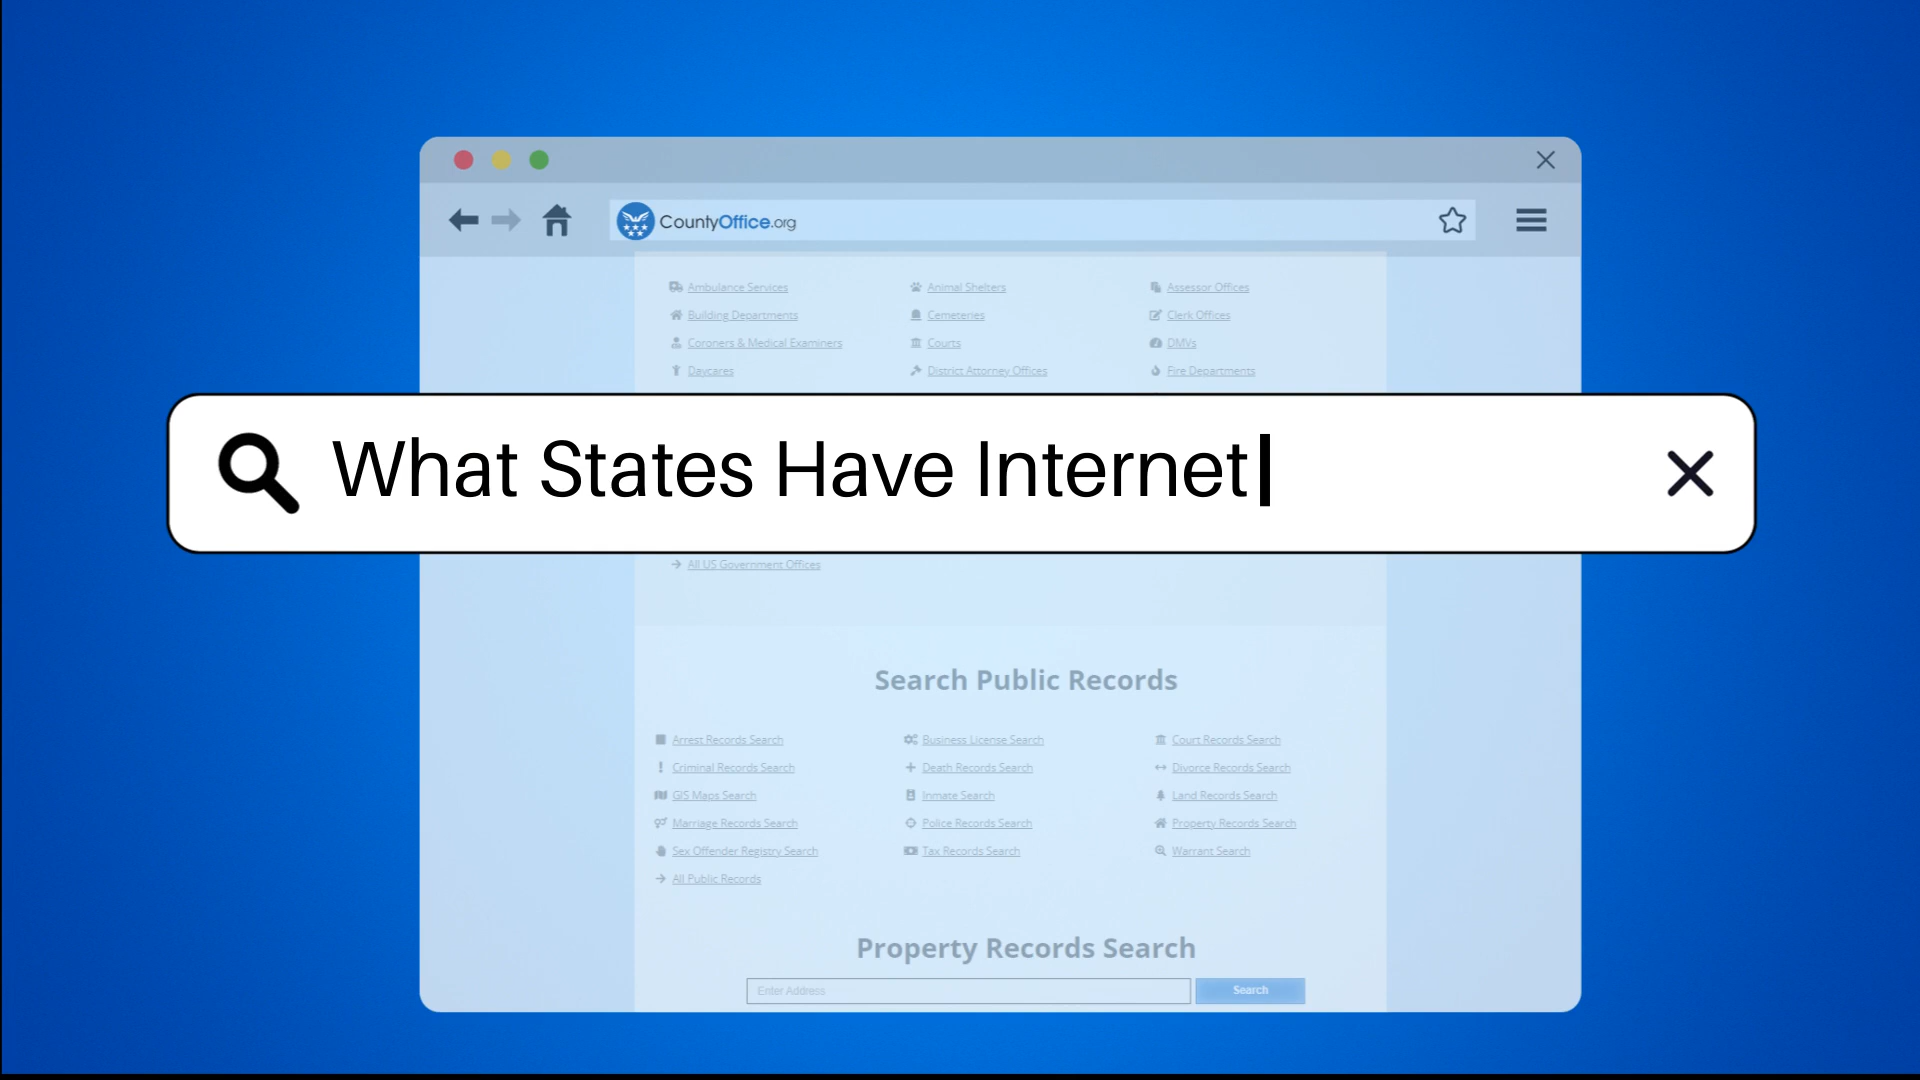 CountyOffice.org
Ambulance Services Animal Shelters Assessor Offices
Building Departments Cemeteries Clerk Offices
Coroners & Medical Examiners Courts DMVs
Daycares District Attorney Offices Fire Departments
What States Have Internet
All US Government Offices
Search Public Records
Arrest Records Search Business License Search Court Records Search
Criminal Records Search Death Records Search Divorce Records Search
GIS Maps Search Inmate Search Land Records Search
Marriage Records Search Police Records Search Property Records Search
Sex Offender Registry Search Tax Records Search Warrant Search
All Public Records
Property Records Search
Enter Address Search